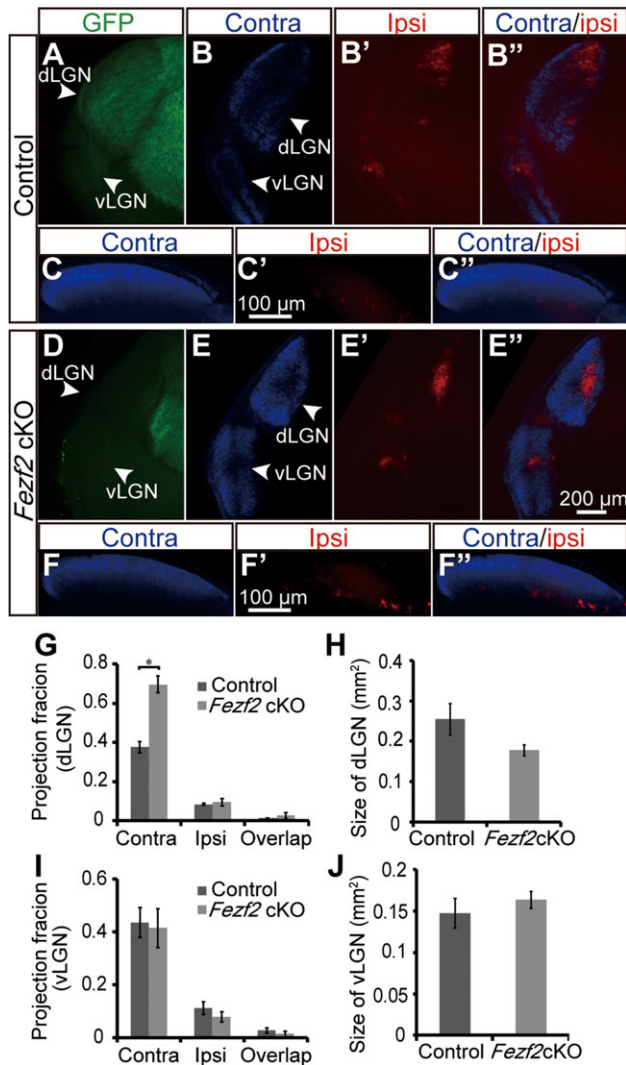 GFP Contra Ipsi Contra/ipsi
A B B' B''
dLGN
vLGN
dLGN
vLGN
Control
Contra Ipsi Contra/ipsi
C C' C''
100 μm
D E E' E''
dLGN
vLGN
dLGN
vLGN
200 μm
Fezf2 cKO
Contra Ipsi Contra/ipsi
F F' F''
100 μm
G
Projection fracion
(dLGN)
0.8
0.6
0.4
0.2
0
*
Control
Fezf2 cKO
Contra Ipsi Overlap
H
Size of dLGN (mm²)
0.4
0.3
0.2
0.1
0
Control Fezf2cKO
I
Projection fraction
(vLGN)
0.6
0.4
0.2
0
Control
Fezf2 cKO
Contra Ipsi Overlap
J
Size of vLGN (mm²)
0.2
0.15
0.10
0.05
0.00
Control Fezf2cKO